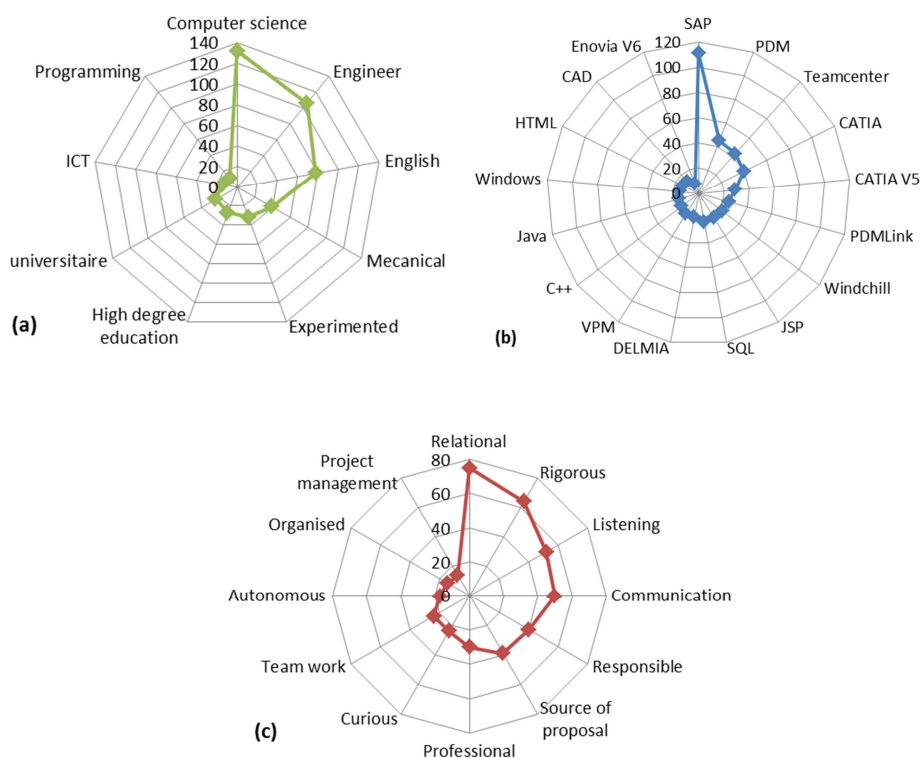 Computer science
140
120
100
80
60
40
20
0
Engineer
English
Mecanical
Experimented
High degree
education
universitaire
ICT
Programming
(a)
SAP
120
100
80
60
40
20
0
PDM
Teamcenter
CATIA
CATIA V5
PDMLink
Windchill
JSP
SQL
DELMIA
VPM
C++
Java
Windows
HTML
CAD
Enovia V6
(b)
Relational
80
60
40
20
0
Rigorous
Listening
Communication
Responsible
Source of
proposal
Professional
Curious
Team work
Autonomous
Organised
Project
management
(c)